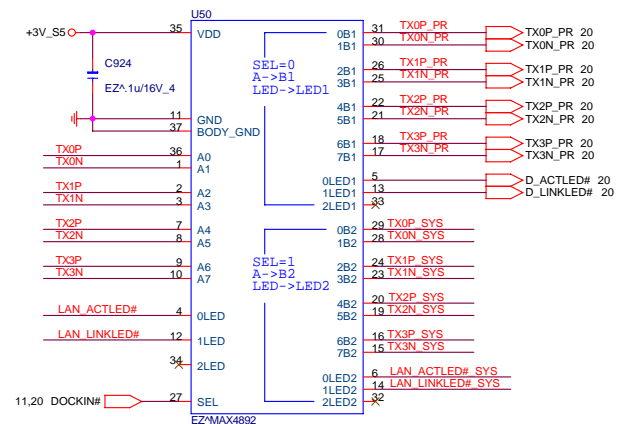 U50
+3V_S5
35
VDD
C924
EZ^.1u/16V_4
11
GND
37
BODY_GND
TX0P
36
A0
TX0N
1
A1
TX1P
2
A2
TX1N
3
A3
TX2P
7
A4
TX2N
8
A5
TX3P
9
A6
TX3N
10
A7
LAN_ACTLED#
4
0LED
LAN_LINKLED#
12
1LED
34
2LED
11,20 DOCKIN#
27
SEL
SEL=0
A->B1
LED->LED1
SEL=1
A->B2
LED->LED2
0B1
31
TX0P_PR
TX0P_PR 20
1B1
30
TX0N_PR
TX0N_PR 20
2B1
26
TX1P_PR
TX1P_PR 20
3B1
25
TX1N_PR
TX1N_PR 20
4B1
22
TX2P_PR
TX2P_PR 20
5B1
21
TX2N_PR
TX2N_PR 20
6B1
18
TX3P_PR
TX3P_PR 20
7B1
17
TX3N_PR
TX3N_PR 20
0LED1
5
D_ACTLED# 20
1LED1
13
D_LINKLED# 20
2LED1
33
0B2
29
TX0P_SYS
1B2
28
TX0N_SYS
2B2
24
TX1P_SYS
3B2
23
TX1N_SYS
4B2
20
TX2P_SYS
5B2
19
TX2N_SYS
6B2
16
TX3P_SYS
7B2
15
TX3N_SYS
0LED2
6
LAN_ACTLED#_SYS
1LED2
14
LAN_LINKLED#_SYS
2LED2
32
EZ^MAX4892